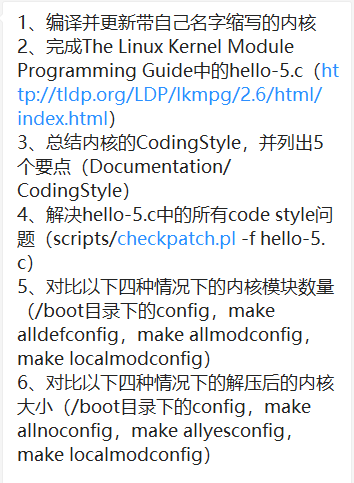 1、编译并更新带自己名字缩写的内核
2、完成The Linux Kernel Module
Programming Guide中的hello-5.c（ht
tp://tldp.org/LDP/lkmpg/2.6/html/
index.html）
3、总结内核的CodingStyle，并列出5
个要点（Documentation/
CodingStyle）
4、解决hello-5.c中的所有code style问
题（scripts/checkpatch.pl -f hello-5.
c）
5、对比以下四种情况下的内核模块数量
（/boot目录下的config，make
alldefconfig，make allmodconfig，
make localmodconfig）
6、对比以下四种情况下的解压后的内核
大小（/boot目录下的config，make
allnoconfig，make allyesconfig，
make localmodconfig）